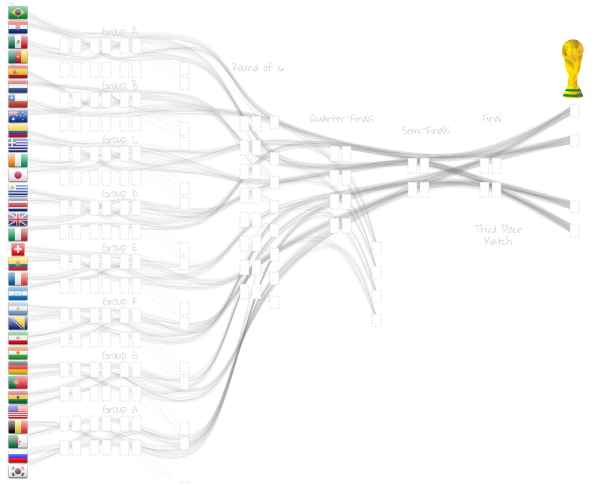 Group A
Round of 16
Group B
Quarter-Finals
Semi-Finals
Final
Group C
Group D
Third Place
Match
Group E
Group F
Group G
Group H